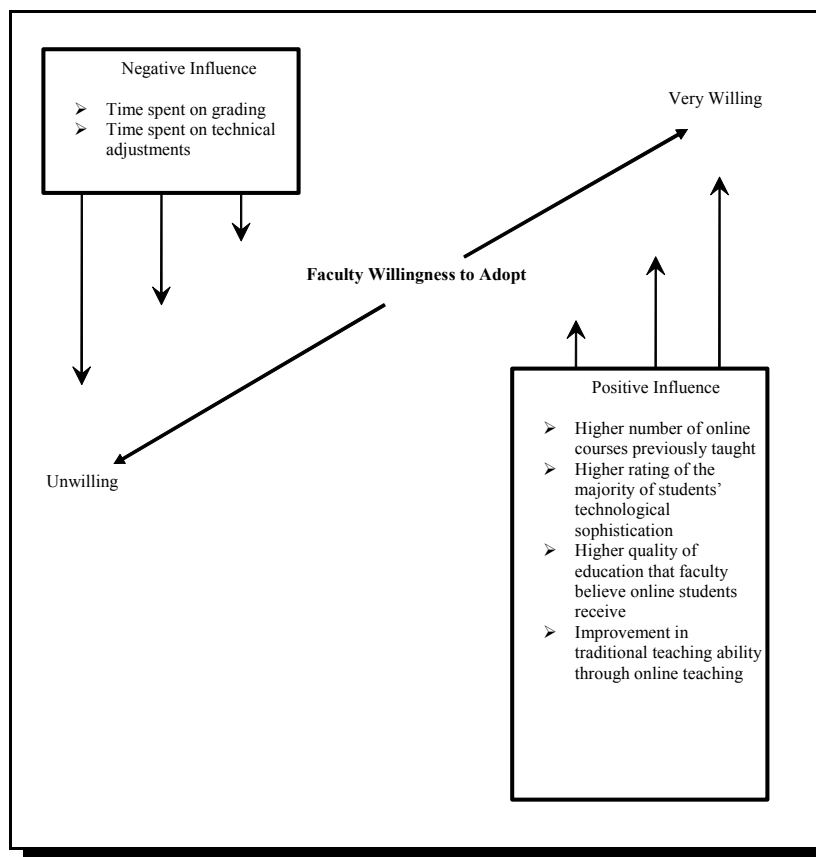 Negative Influence
➢ Time spent on grading
➢ Time spent on technical
adjustments
Very Willing
Faculty Willingness to Adopt
Unwilling
Positive Influence
➢ Higher number of online
courses previously taught
➢ Higher rating of the
majority of students’
technological
sophistication
➢ Higher quality of
education that faculty
believe online students
receive
➢ Improvement in
traditional teaching ability
through online teaching